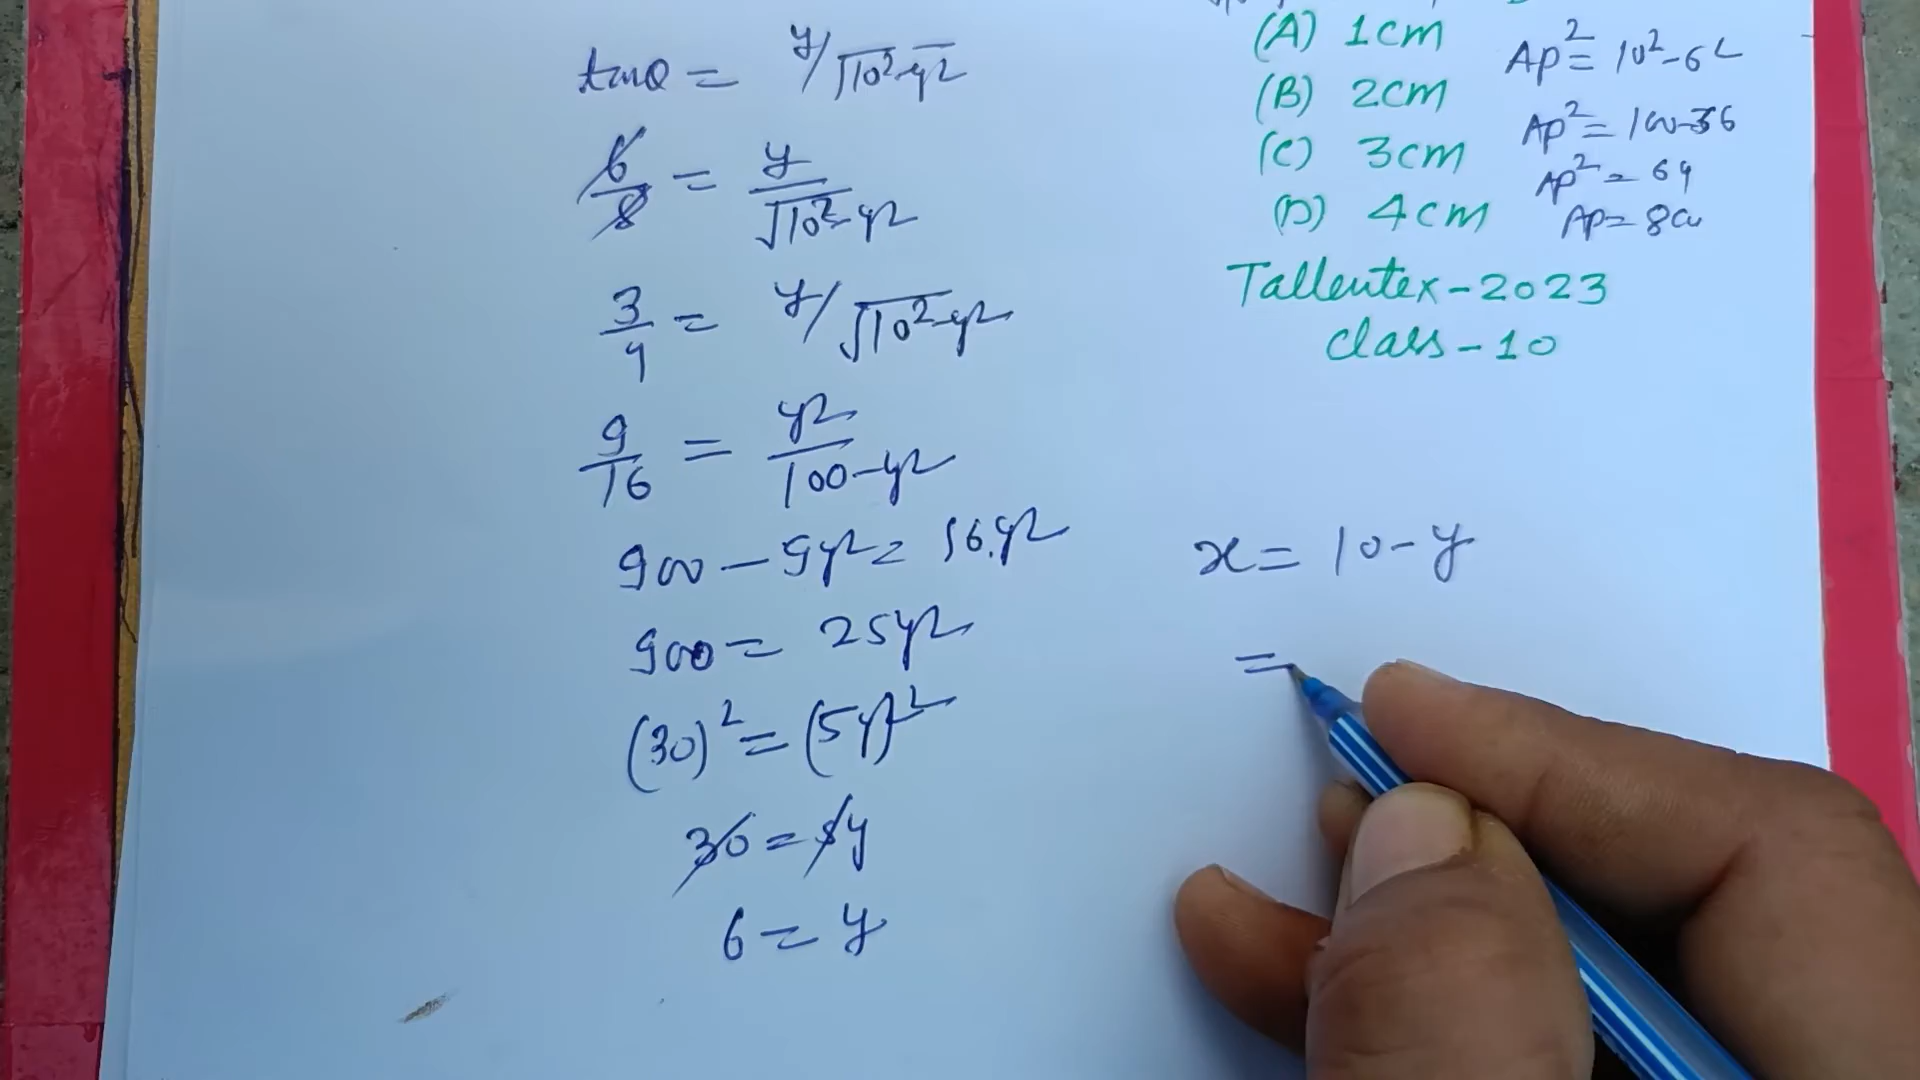 tanθ = y/√10²-y²
6/8 = y/√10²-y²
3/4 = y/√10²-y²
9/16 = y²/100-y²
900 - 9y² = 16y²
900 = 25y²
(30)² = (5y)²
30 = 5y
6 = y
(A) 1cm
(B) 2cm
(C) 3cm
(D) 4cm
Tallentex-2023
class-10
AP² = 10²-6²
AP² = 100-36
AP² = 64
AP = 8cm
x = 10-y
=